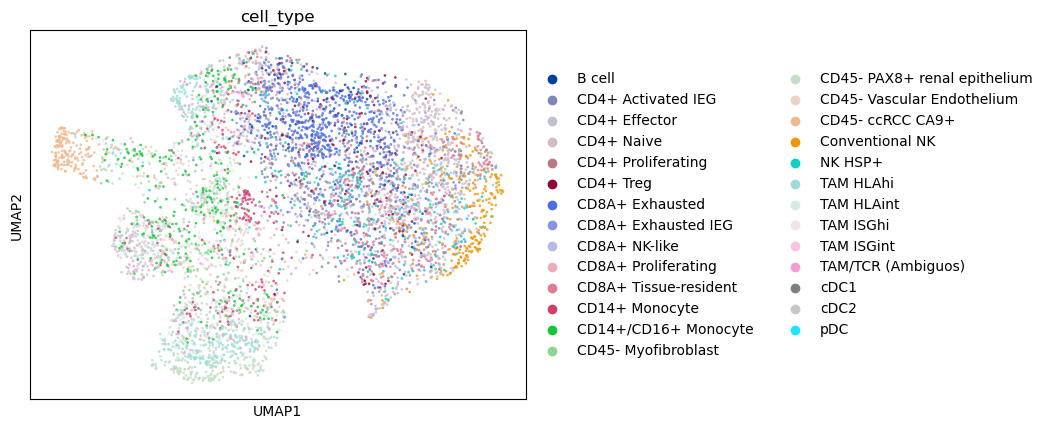 cell_type
UMAP2
UMAP1
B cell
CD4+ Activated IEG
CD4+ Effector
CD4+ Naive
CD4+ Proliferating
CD4+ Treg
CD8A+ Exhausted
CD8A+ Exhausted IEG
CD8A+ NK-like
CD8A+ Proliferating
CD8A+ Tissue-resident
CD14+ Monocyte
CD14+/CD16+ Monocyte
CD45- Myofibroblast
CD45- PAX8+ renal epithelium
CD45- Vascular Endothelium
CD45- ccRCC CA9+
Conventional NK
NK HSP+
TAM HLAhi
TAM HLAint
TAM ISGhi
TAM ISGint
TAM/TCR (Ambiguos)
cDC1
cDC2
pDC